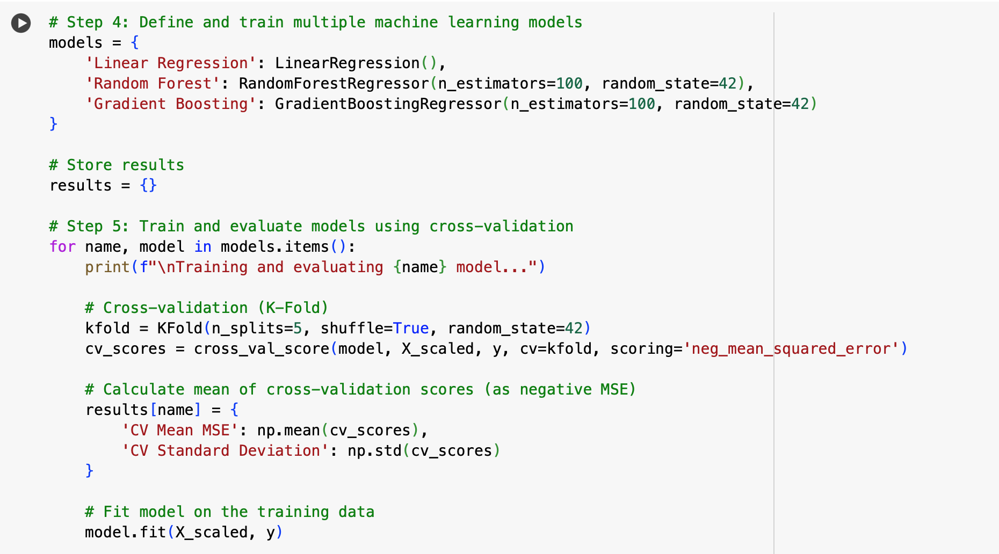 # Step 4: Define and train multiple machine learning models
models = {
    'Linear Regression': LinearRegression(),
    'Random Forest': RandomForestRegressor(n_estimators=100, random_state=42),
    'Gradient Boosting': GradientBoostingRegressor(n_estimators=100, random_state=42)
}

# Store results
results = {}

# Step 5: Train and evaluate models using cross-validation
for name, model in models.items():
    print(f"\nTraining and evaluating {name} model...")

    # Cross-validation (K-Fold)
    kfold = KFold(n_splits=5, shuffle=True, random_state=42)
    cv_scores = cross_val_score(model, X_scaled, y, cv=kfold, scoring='neg_mean_squared_error')

    # Calculate mean of cross-validation scores (as negative MSE)
    results[name] = {
        'CV Mean MSE': np.mean(cv_scores),
        'CV Standard Deviation': np.std(cv_scores)
    }

    # Fit model on the training data
    model.fit(X_scaled, y)